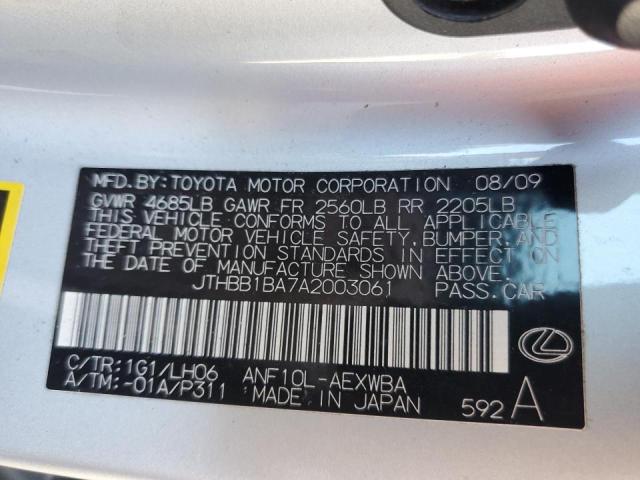 MFD. BY: TOYOTA MOTOR CORPORATION 08/09
GVWR 4685LB GAWR FR 2560LB RR 2205LB
THIS VEHICLE CONFORMS TO ALL APPLICABLE
FEDERAL MOTOR VEHICLE SAFETY, BUMPER, AND
THEFT PREVENTION STANDARDS IN EFFECT ON
THE DATE OF MANUFACTURE SHOWN ABOVE.
JTHBB1BA7A2003061 PASS. CAR
C/TR: 1G1/LH06 ANF10L-AEXWBA
A/TM: -01A/P311 MADE IN JAPAN 592 A